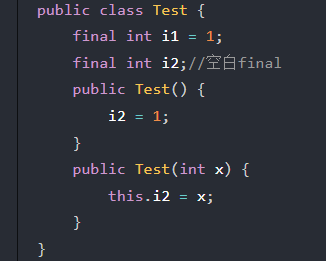 public class Test {
    final int i1 = 1;
    final int i2;//空白final
    public Test() {
        i2 = 1;
    }
    public Test(int x) {
        this.i2 = x;
    }
}